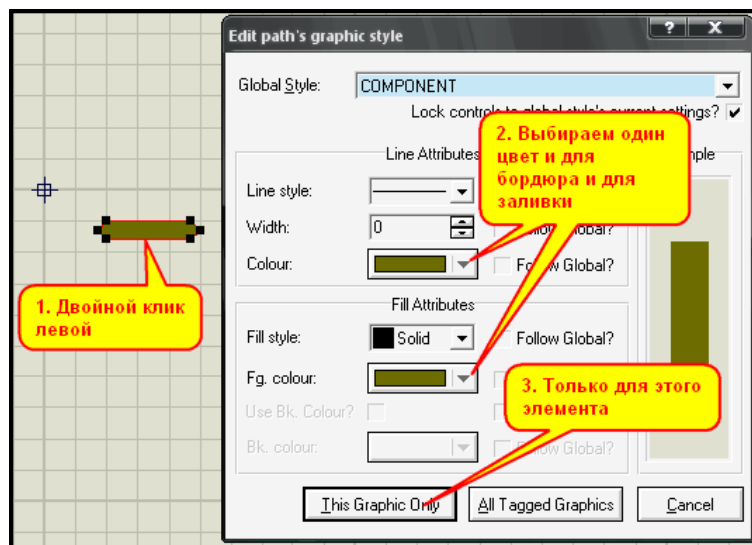 Edit path's graphic style
Global Style: COMPONENT
Lock controls to global style's current settings?
Line Attributes
Line style:
Width: 0
Colour: Follow Global?
Fill Attributes
Fill style: Solid Follow Global?
Fg. colour:
Use Bk. Colour?
Bk. colour: Follow Global?
This Graphic Only All Tagged Graphics Cancel
1. Двойной клик
левой
2. Выбираем один
цвет и для
бордюра и для
заливки
3. Только для этого
элемента